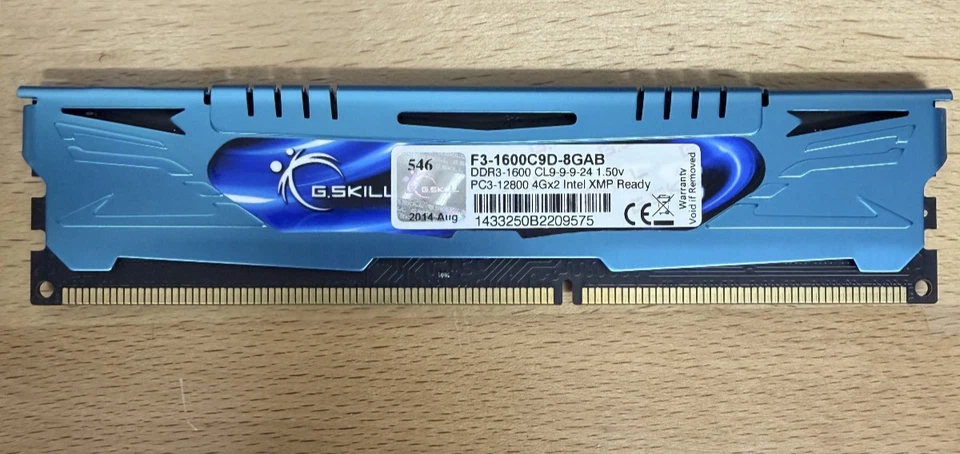 G.SKILL
546
G.SKILL
2014 Aug
F3-1600C9D-8GAB
DDR3-1600 CL9-9-9-24 1.50v
PC3-12800 4Gx2 Intel XMP Ready
1433250B2209575
CE
Warranty
Void if Removed